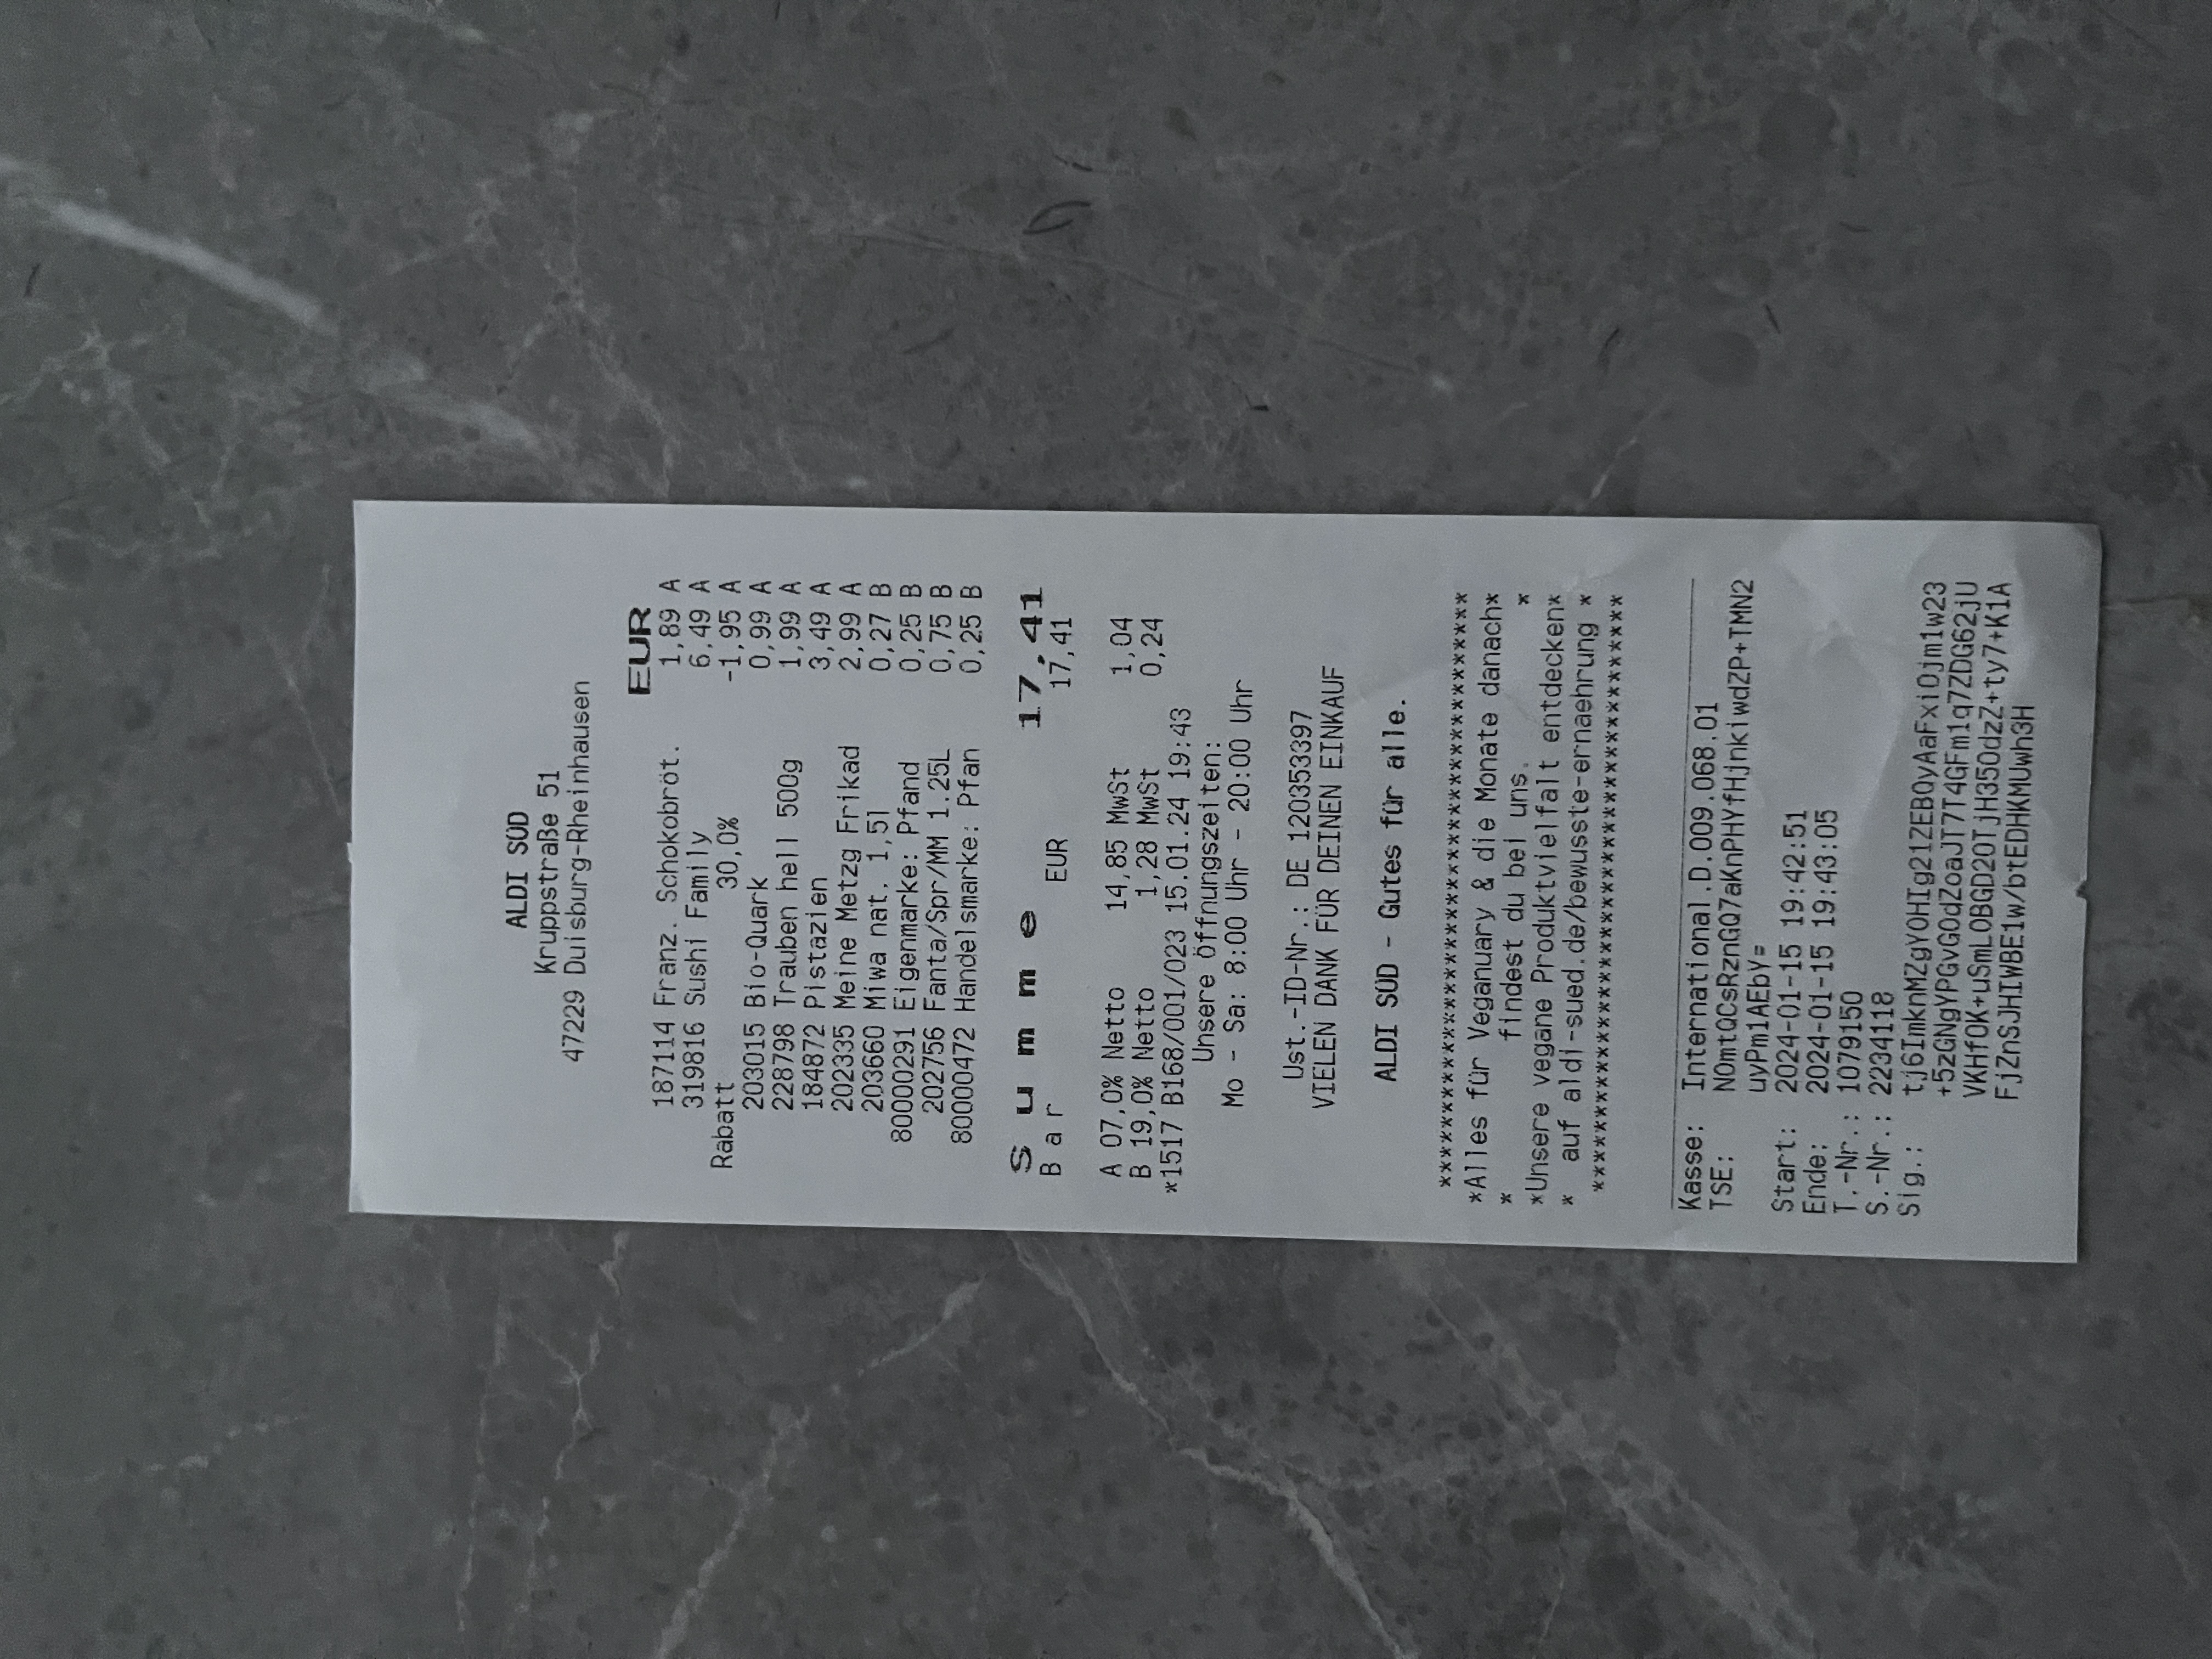 ALDI SÜD
Kruppstraße 51
47229 Duisburg-Rheinhausen
EUR
187114 Franz. Schokobröt. 1,89 A
319816 Sushi Family 6,49 A
Rabatt 30,0% -1,95 A
203015 Bio-Quark 0,99 A
228798 Trauben hell 500g 1,99 A
184872 Pistazien 3,49 A
202335 Meine Metzg Frikad 2,99 A
203660 Miwa nat. 1,5l 0,27 B
80000291 Eigenmarke: Pfand 0,25 B
202756 Fanta/Spr/MM 1.25L 0,75 B
80000472 Handelsmarke: Pfan 0,25 B
Summe 17,41
Bar EUR 17,41
A 07,0% Netto 14,85 MwSt 1,04
B 19,0% Netto 1,28 MwSt 0,24
*1517 B168/001/023 15.01.24 19:43
Unsere Öffnungszeiten:
Mo - Sa: 8:00 Uhr - 20:00 Uhr
Ust.-ID-Nr.: DE 120353397
VIELEN DANK FÜR DEINEN EINKAUF
ALDI SÜD - Gutes für alle.
*****************************************
*Alles für Veganuary & die Monate danach*
* findest du bei uns. *
*Unsere vegane Produktvielfalt entdecken*
* auf aldi-sued.de/bewusste-ernaehrung *
*****************************************
Kasse: International.D.009.068.01
TSE: NOmtQCsRznGQ7aKnPHYfHjnkiwdZP+TMN2
uyPm1AEbY=
Start: 2024-01-15 19:42:51
Ende: 2024-01-15 19:43:05
T.-Nr.: 1079150
S.-Nr.: 2234118
Sig.: tj6ImknMZgYOHIg21ZEBQyAaFxiOjm1w23
+5zGNgYPGvGOdZoaJT7T4GFm1q7ZDG62jU
VKHfOK+uSmLOBGD2OTjH35OdzZ+ty7+K1A
FjZnSJHIWBE1w/btEDHKMUwh3H